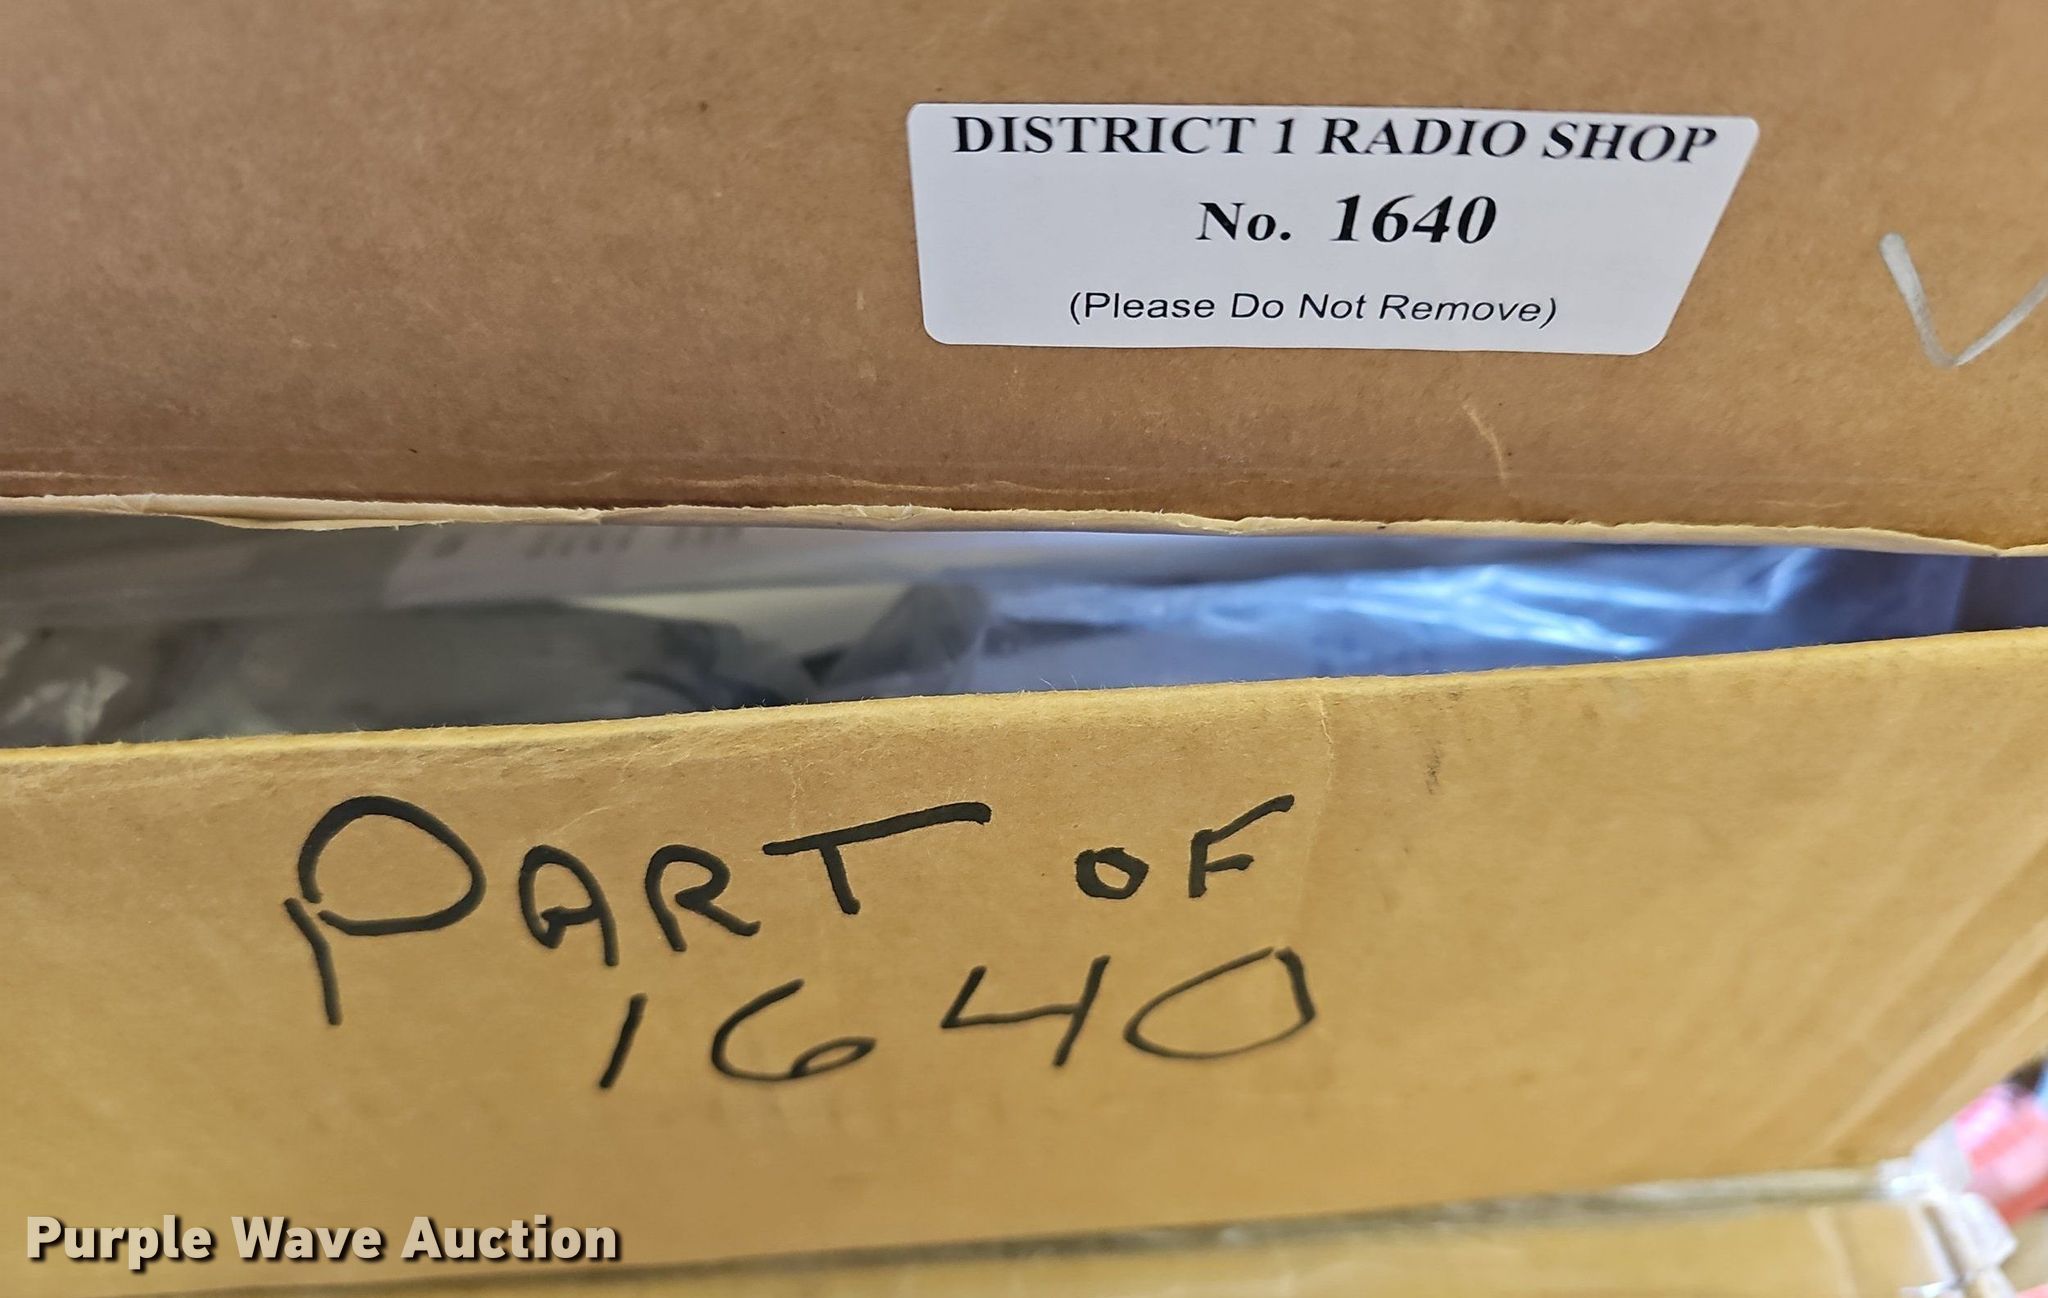 DISTRICT 1 RADIO SHOP
No. 1640
(Please Do Not Remove)
PART OF
1640
Purple Wave Auction